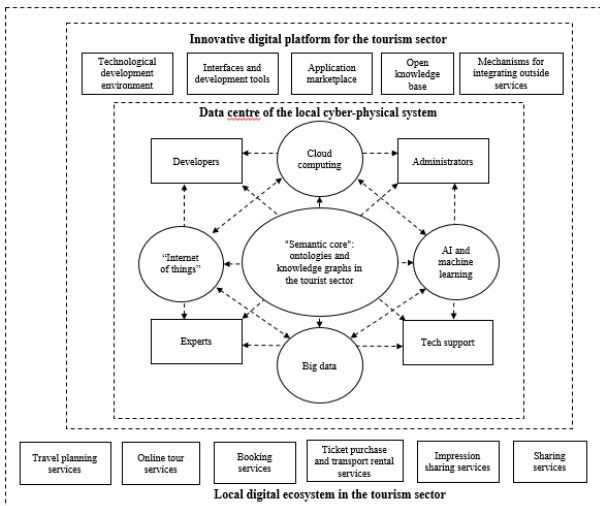 Innovative digital platform for the tourism sector
Technological
development
environment
Interfaces and
development tools
Application
marketplace
Open
knowledge
base
Mechanisms for
integrating outside
services
Data centre of the local cyber-physical system
Developers
Cloud
computing
Administrators
"Internet
of things"
"Semantic core":
ontologies and
knowledge graphs in
the tourist sector
AI and
machine
learning
Experts
Big data
Tech support
Travel planning
services
Online tour
services
Booking
services
Ticket purchase
and transport rental
services
Impression
sharing services
Sharing
services
Local digital ecosystem in the tourism sector